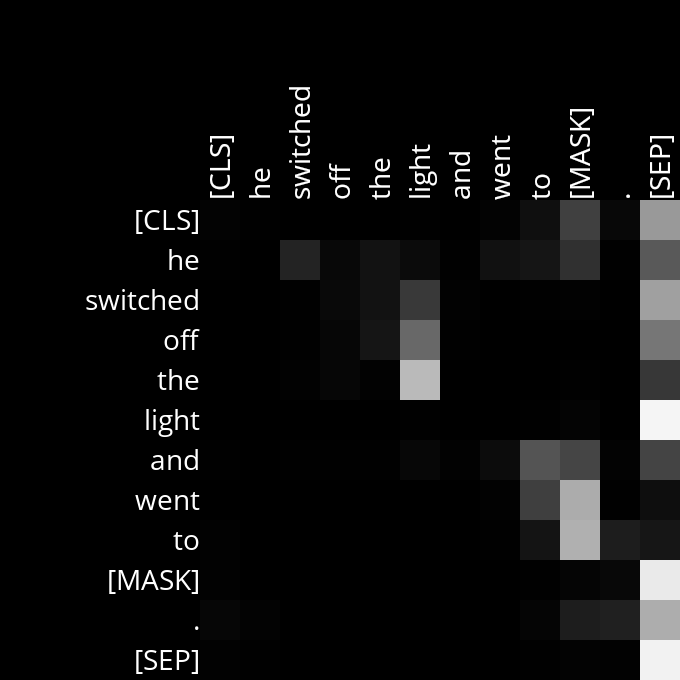 [CLS]
he
switched
off
the
light
and
went
to
[MASK]
.
[SEP]
[CLS]
he
switched
off
the
light
and
went
to
[MASK]
.
[SEP]